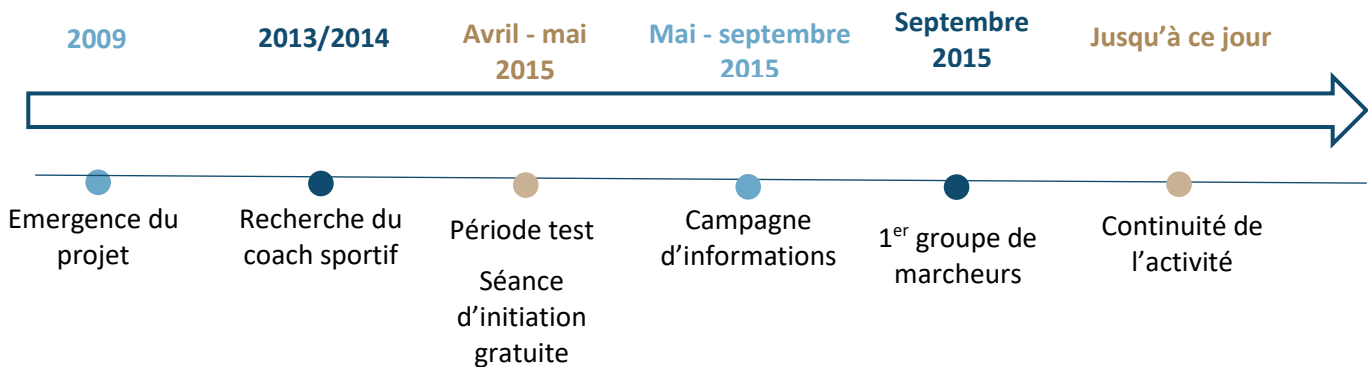 2009
2013/2014
Avril - mai
2015
Mai - septembre
2015
Septembre
2015
Jusqu'à ce jour
Emergence du
projet
Recherche du
coach sportif
Période test
Séance
d'initiation
gratuite
Campagne
d'informations
1er groupe de
marcheurs
Continuité de
l'activité